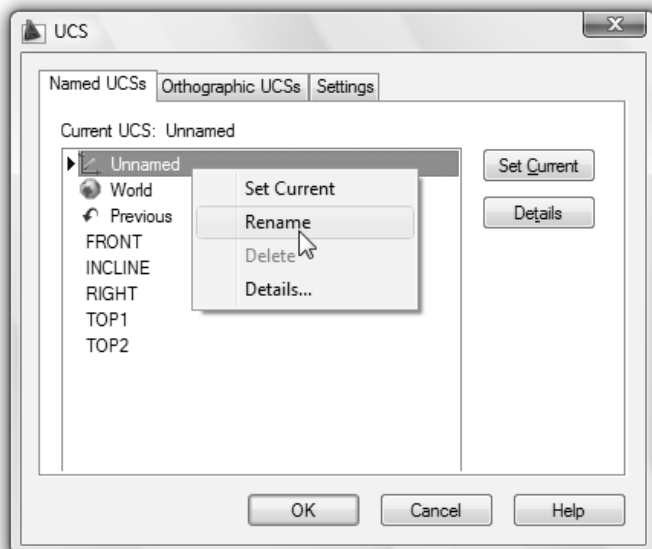 UCS
Named UCSs Orthographic UCSs Settings
Current UCS: Unnamed
Unnamed
World
Previous
FRONT
INCLINE
RIGHT
TOP1
TOP2
Set Current
Rename
Delete
Details...
Set Current
Details
OK Cancel Help